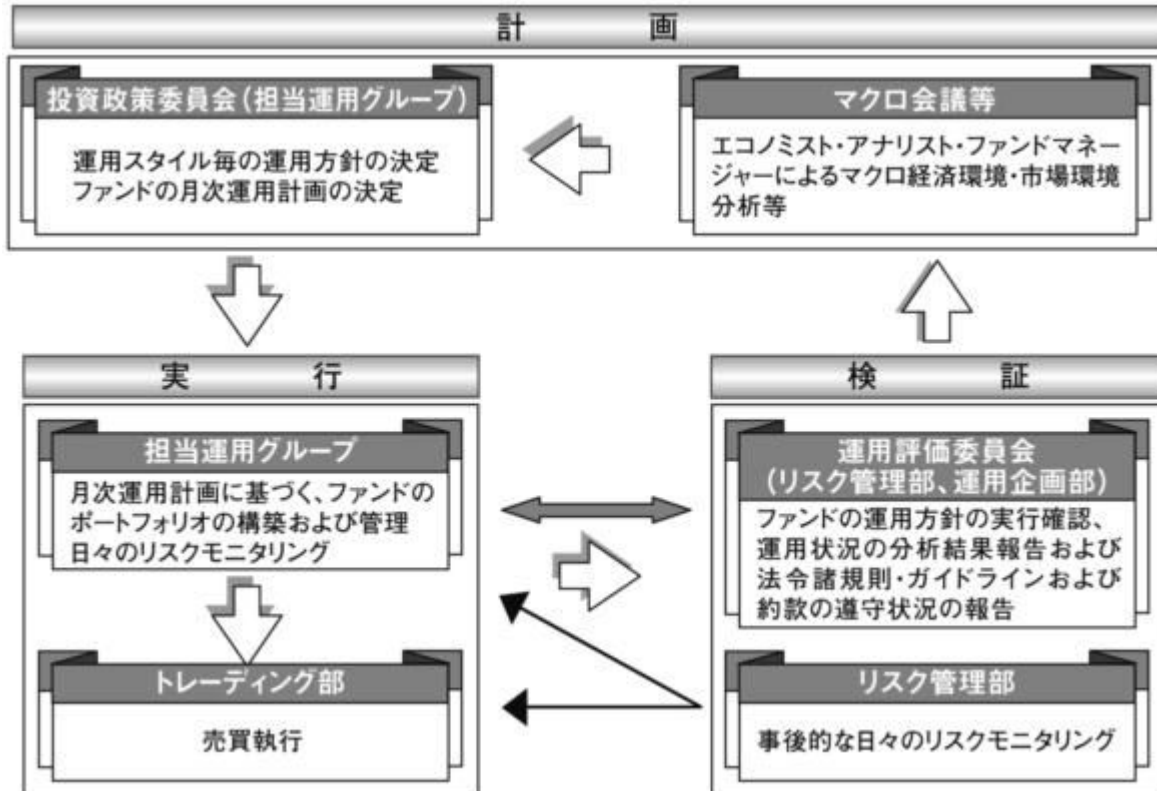 計 画
投資政策委員会(担当運用グループ)
運用スタイル毎の運用方針の決定
ファンドの月次運用計画の決定
マクロ会議等
エコノミスト・アナリスト・ファンドマネー
ジャーによるマクロ経済環境・市場環境
分析等
実 行
担当運用グループ
月次運用計画に基づく、ファンドの
ポートフォリオの構築および管理
日々のリスクモニタリング
トレーディング部
売買執行
検 証
運用評価委員会
(リスク管理部、運用企画部)
ファンドの運用方針の実行確認、
運用状況の分析結果報告および
法令諸規則・ガイドラインおよび
約款の遵守状況の報告
リスク管理部
事後的な日々のリスクモニタリング